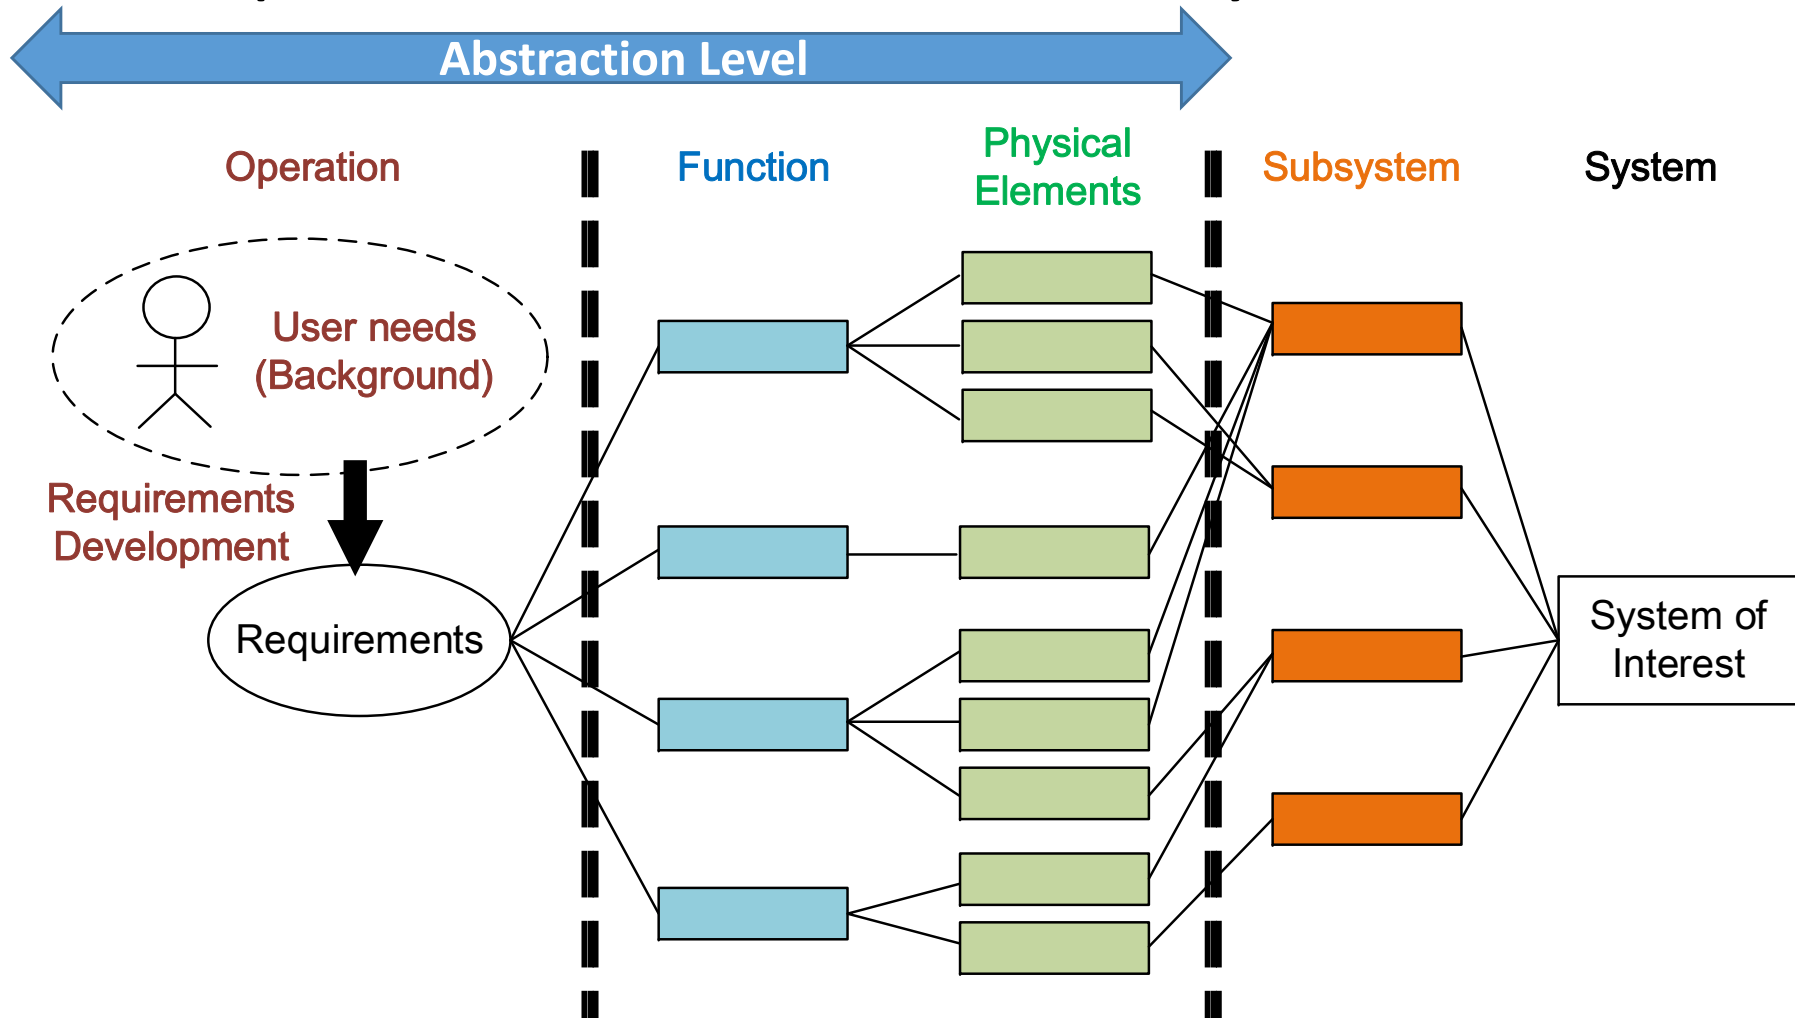 Abstraction Level
Operation
Function
Physical
Elements
Subsystem
System
User needs
(Background)
Requirements
Development
Requirements
System of
Interest